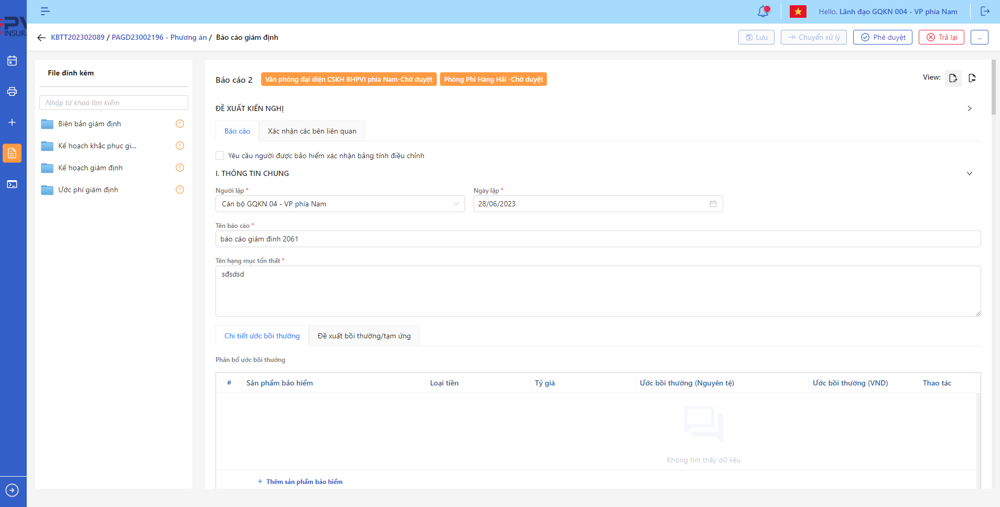 Hello, Lãnh đạo GQKN 004 - VP phía Nam
INSURA
KBTT202302089 / PAGD23002196 - Phương án / Báo cáo giám định
Lưu
Chuyển xử lý
Phê duyệt
Trả lại
...
File đính kèm
Nhập từ khoá tìm kiếm
Biên bản giám định
Kế hoạch khắc phục gi...
Kế hoạch giám định
Ước phí giám định
Báo cáo 2
Văn phòng đại diện CSKH BHPVI phía Nam-Chờ duyệt
Phòng Phi Hàng Hải -Chờ duyệt
View:
ĐỀ XUẤT KIẾN NGHỊ
Báo cáo
Xác nhận các bên liên quan
Yêu cầu người được bảo hiểm xác nhận bảng tính điều chỉnh
I. THÔNG TIN CHUNG
Người lập *
Ngày lập *
Cán bộ GQKN 04 - VP phía Nam
28/06/2023
Tên báo cáo *
báo cáo giám đinh 2061
Tên hạng mục tổn thất *
sđsdsd
Chi tiết ước bồi thường
Đề xuất bồi thường/tạm ứng
Phân bổ ước bồi thường
# Sản phẩm bảo hiểm Loại tiền Tỷ giá Ước bồi thường (Nguyên tệ) Ước bồi thường (VND) Thao tác
Không tìm thấy dữ liệu
+ Thêm sản phẩm bảo hiểm